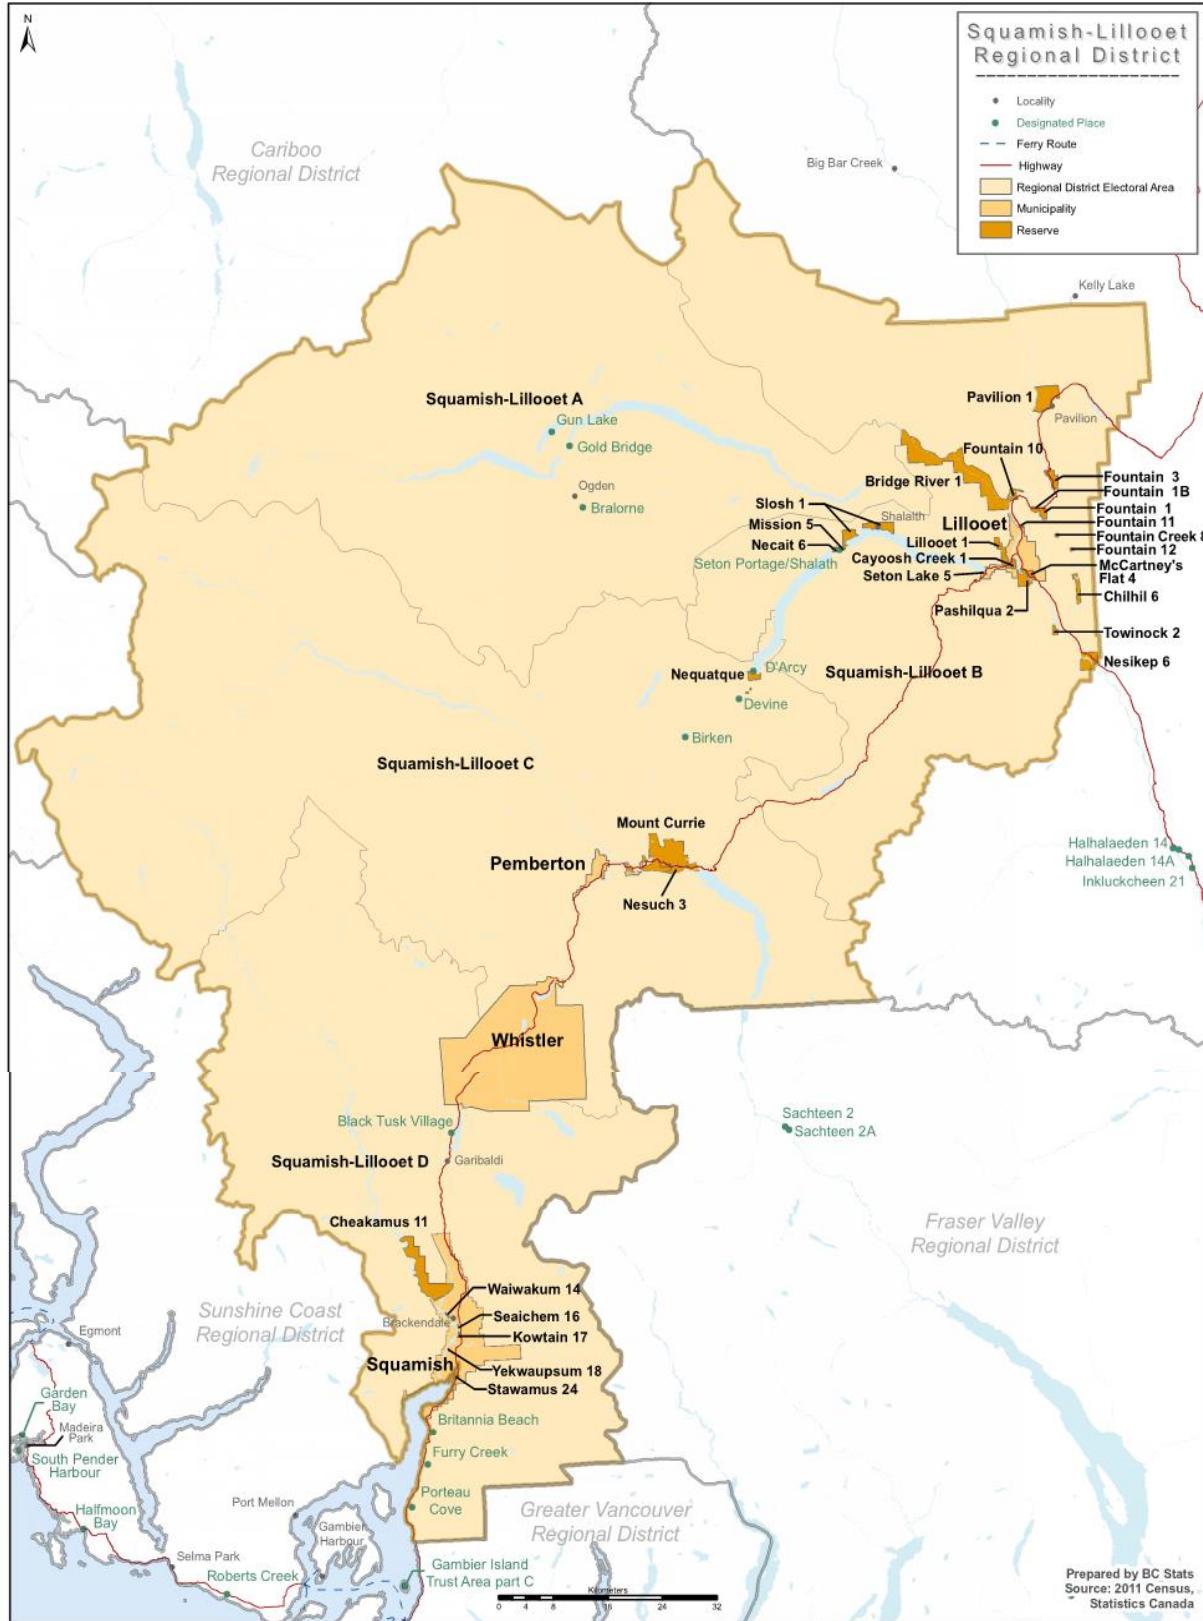 N
Squamish-Lillooet
Regional District
Locality
Designated Place
Ferry Route
Highway
Regional District Electoral Area
Municipality
Reserve
Cariboo
Regional District
Big Bar Creek
Kelly Lake
Squamish-Lillooet A
Gun Lake
Gold Bridge
Ogden
Bralorne
Pavilion 1
Pavilion
Fountain 10
Bridge River 1
Fountain 3
Fountain 1B
Fountain 1
Fountain 11
Fountain Creek 8
Fountain 12
McCartney's
Flat 4
Chilhil 6
Towinock 2
Nesikep 6
Slosh 1
Shalalth
Mission 5
Necait 6
Seton Portage/Shalath
Lillooet
Lillooet 1
Cayoosh Creek 1
Seton Lake 5
Pashilqua 2
Nequatque
D'Arcy
Devine
Birken
Squamish-Lillooet B
Squamish-Lillooet C
Mount Currie
Pemberton
Nesuch 3
Halhalaeden 14
Halhalaeden 14A
Inkluckcheen 21
Whistler
Black Tusk Village
Squamish-Lillooet D
Garibaldi
Sachteen 2
Sachteen 2A
Cheakamus 11
Fraser Valley
Regional District
Waiwakum 14
Seaichem 16
Brackendale
Kowtain 17
Squamish
Yekwaupsum 18
Stawamus 24
Sunshine Coast
Regional District
Egmont
Garden
Bay
Madeira
Park
South Pender
Harbour
Halfmoon
Bay
Britannia Beach
Furry Creek
Porteau
Cove
Port Mellon
Gambier
Harbour
Selma Park
Roberts Creek
Greater Vancouver
Regional District
Gambier Island
Trust Area part C
Kilometers
0 4 8 16 24 32
Prepared by BC Stats
Source: 2011 Census,
Statistics Canada